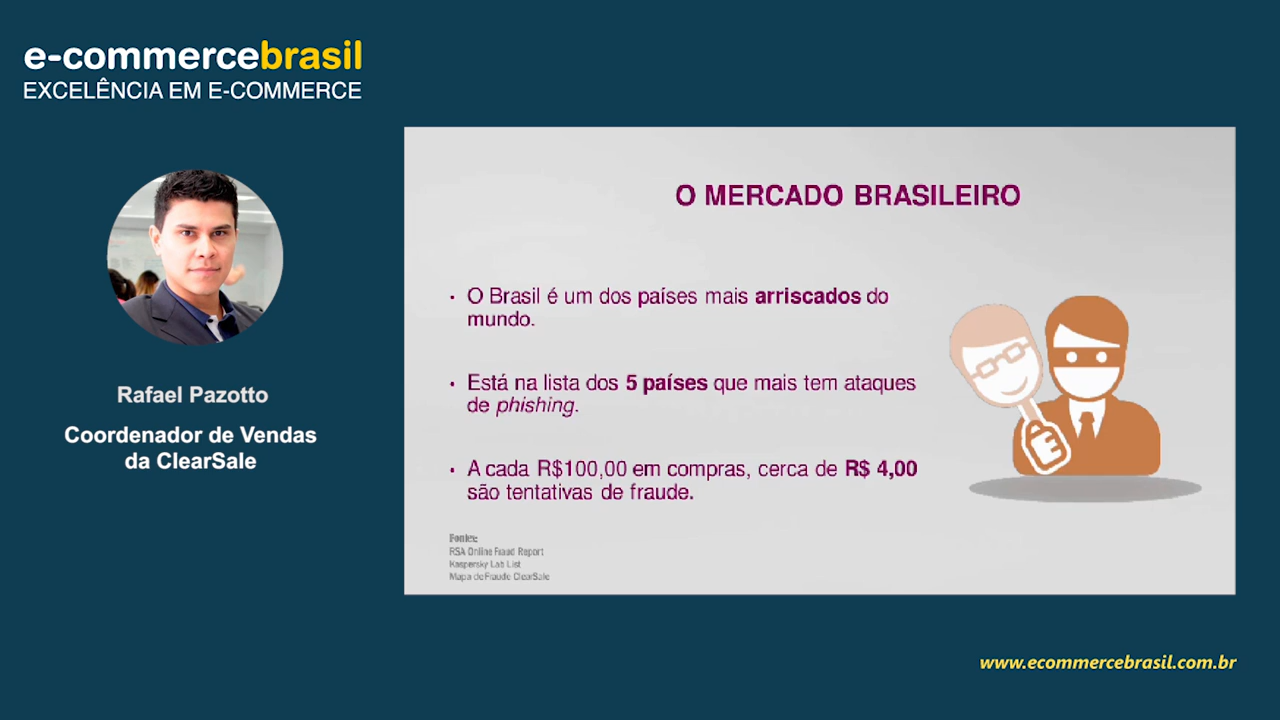 e-commercebrasil
EXCELÊNCIA EM E-COMMERCE
O MERCADO BRASILEIRO
• O Brasil é um dos países mais arriscados do
mundo.
• Está na lista dos 5 países que mais tem ataques
de phishing.
• A cada R$100,00 em compras, cerca de R$ 4,00
são tentativas de fraude.
Fontes:
RSA Online Fraud Report
Kaspersky Lab List
Mapa de Fraude ClearSale
Rafael Pazotto
Coordenador de Vendas
da ClearSale
www.ecommercebrasil.com.br